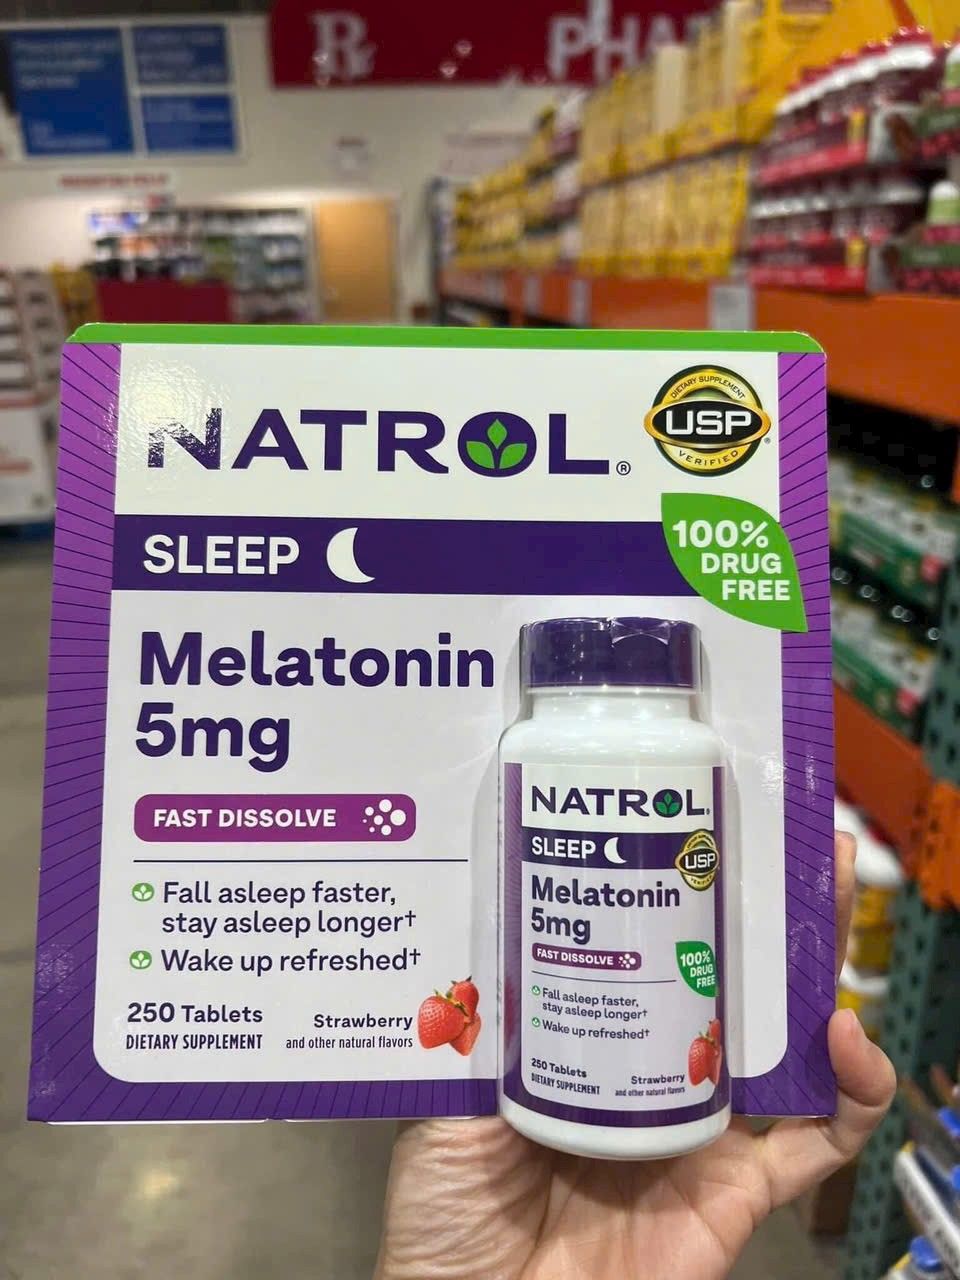 Rx PHA
NATROL®
DIETARY SUPPLEMENT
USP®
VERIFIED
SLEEP
100%
DRUG
FREE
Melatonin
5mg
FAST DISSOLVE
Fall asleep faster,
stay asleep longer†
Wake up refreshed†
250 Tablets
DIETARY SUPPLEMENT
Strawberry
and other natural flavors
NATROL®
SLEEP
USP
VERIFIED
Melatonin
5mg
FAST DISSOLVE
100%
DRUG
FREE
Fall asleep faster,
stay asleep longer†
Wake up refreshed†
250 Tablets
DIETARY SUPPLEMENT
Strawberry
and other natural flavors